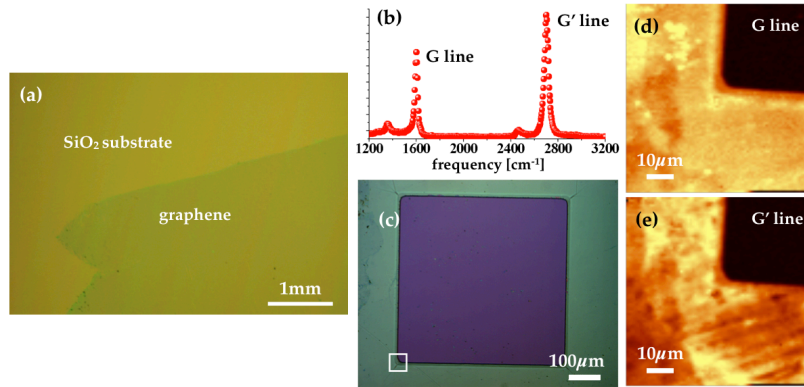 (a)
SiO₂ substrate
graphene
1mm
(b)
G line
G′ line
1200 1600 2000 2400 2800 3200
frequency [cm⁻¹]
(c)
100μm
(d)
G line
10μm
(e)
G′ line
10μm